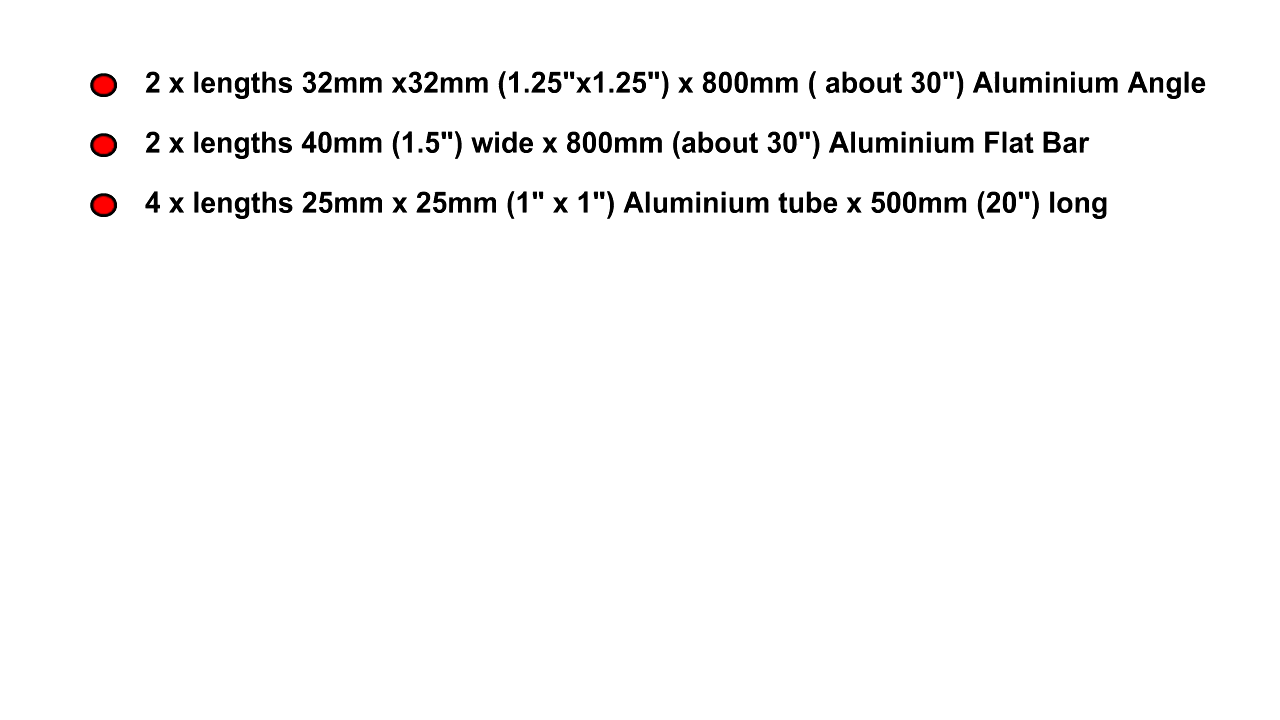 2 x lengths 32mm x32mm (1.25"x1.25") x 800mm ( about 30") Aluminium Angle
2 x lengths 40mm (1.5") wide x 800mm (about 30") Aluminium Flat Bar
4 x lengths 25mm x 25mm (1" x 1") Aluminium tube x 500mm (20") long